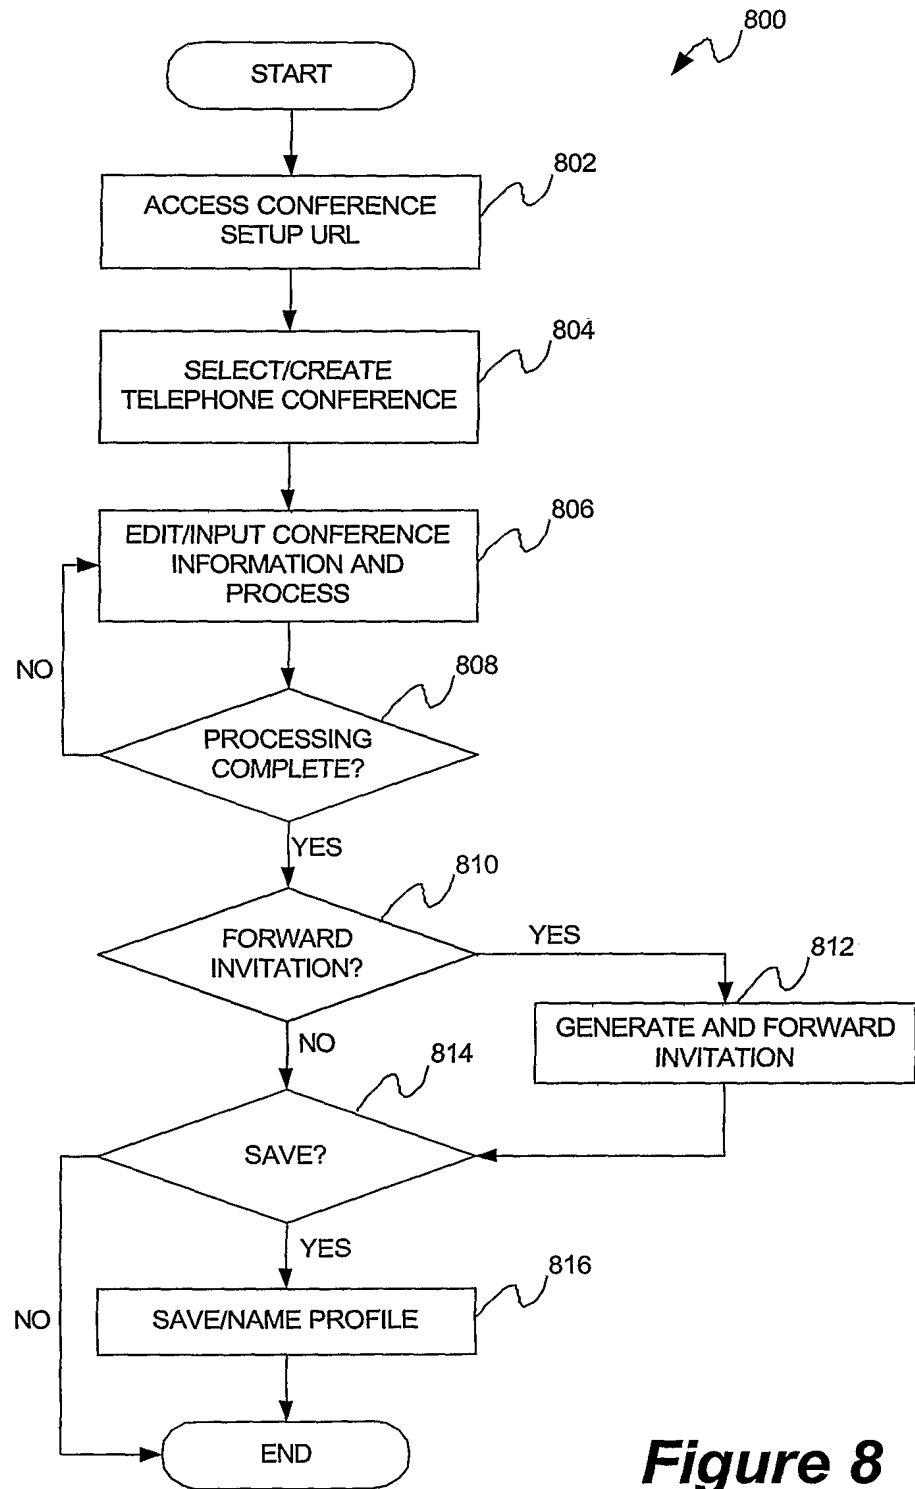 800
START
802
ACCESS CONFERENCE
SETUP URL
804
SELECT/CREATE
TELEPHONE CONFERENCE
806
EDIT/INPUT CONFERENCE
INFORMATION AND
PROCESS
NO
808
PROCESSING
COMPLETE?
YES
810
FORWARD
INVITATION?
YES
812
GENERATE AND FORWARD
INVITATION
NO
814
SAVE?
YES
816
NO
SAVE/NAME PROFILE
END
Figure 8